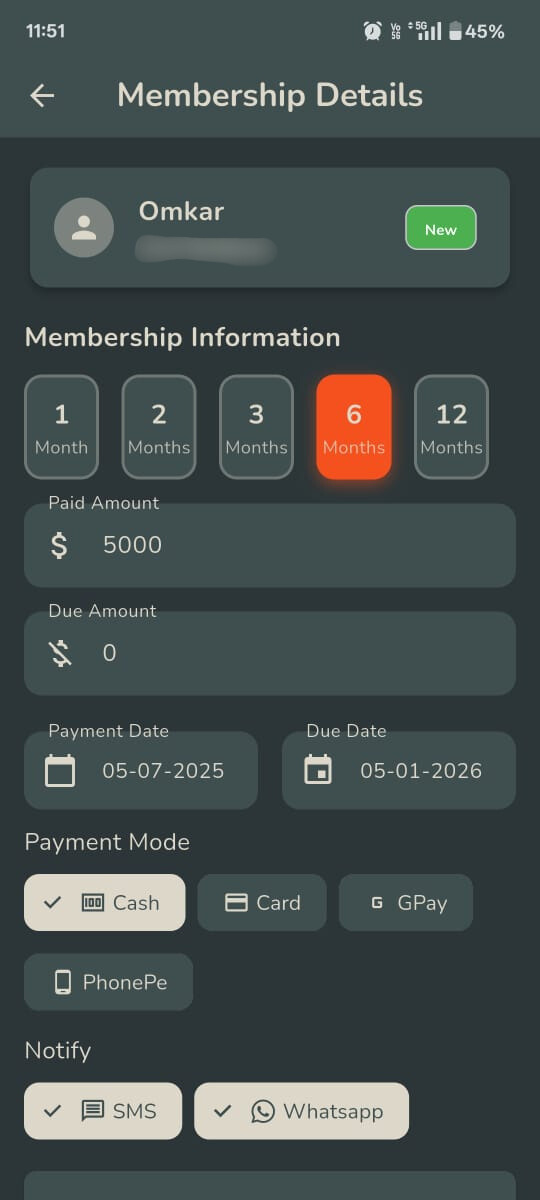 11:51 Vo 5G 5G 45%
Membership Details
Omkar
New
Membership Information
1 2 3 6 12
Month Months Months Months Months
Paid Amount
$ 5000
Due Amount
0
Payment Date Due Date
05-07-2025 05-01-2026
Payment Mode
100 Cash Card G GPay
PhonePe
Notify
SMS Whatsapp